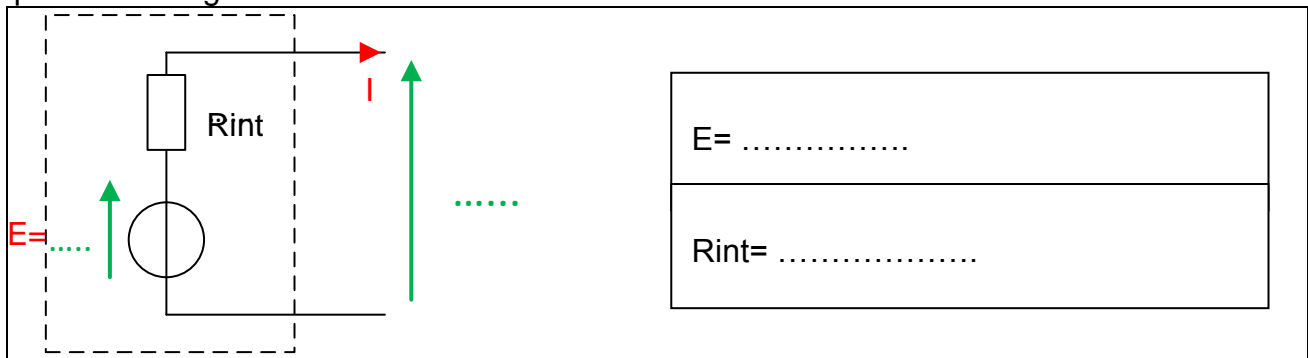 I
Rint
E= …………….
……
E=.....
Rint= ……………….